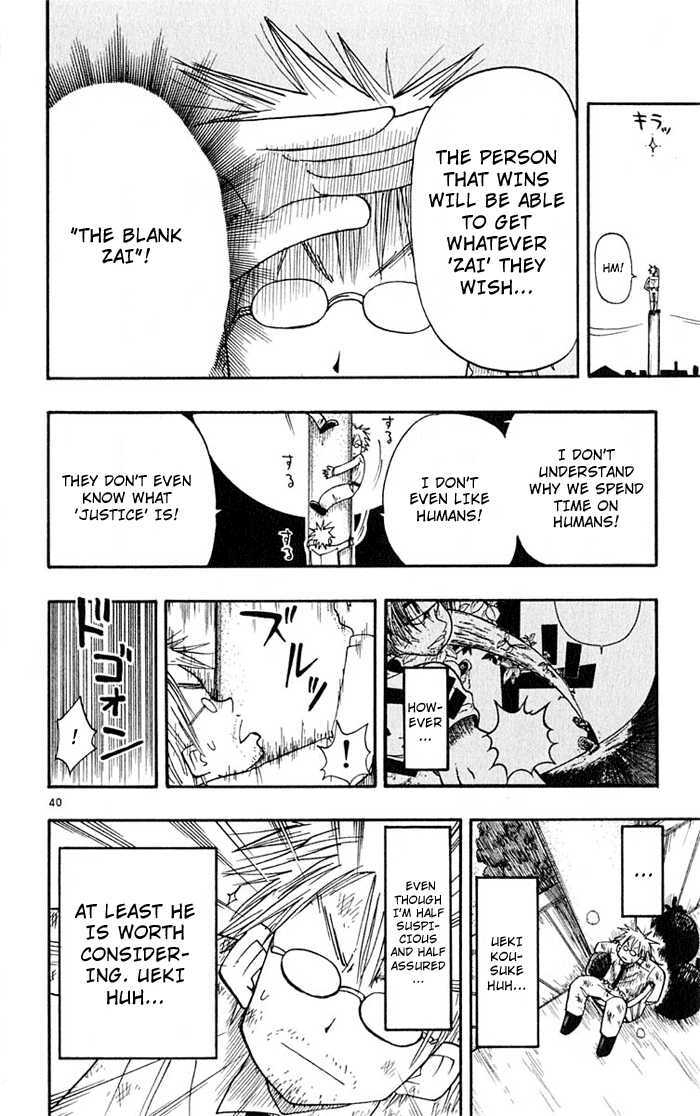 キラッ
HM!
THE PERSON
THAT WINS
WILL BE ABLE
TO GET
WHATEVER
'ZAI' THEY
WISH...
"THE BLANK
ZAI"!
I DON'T
UNDERSTAND
WHY WE SPEND
TIME ON
HUMANS!
I DON'T
EVEN LIKE
HUMANS!
する
する
する
THEY DON'T EVEN
KNOW WHAT
'JUSTICE' IS!
HOW-
EVER
...
ズルッ
!
ドゴォン
!
40
...
UEKI
KOU-
SUKE
HUH...
EVEN
THOUGH
I'M HALF
SUSPI-
CIOUS
AND HALF
ASSURED
...
AT LEAST HE
IS WORTH
CONSIDER-
ING. UEKI
HUH...